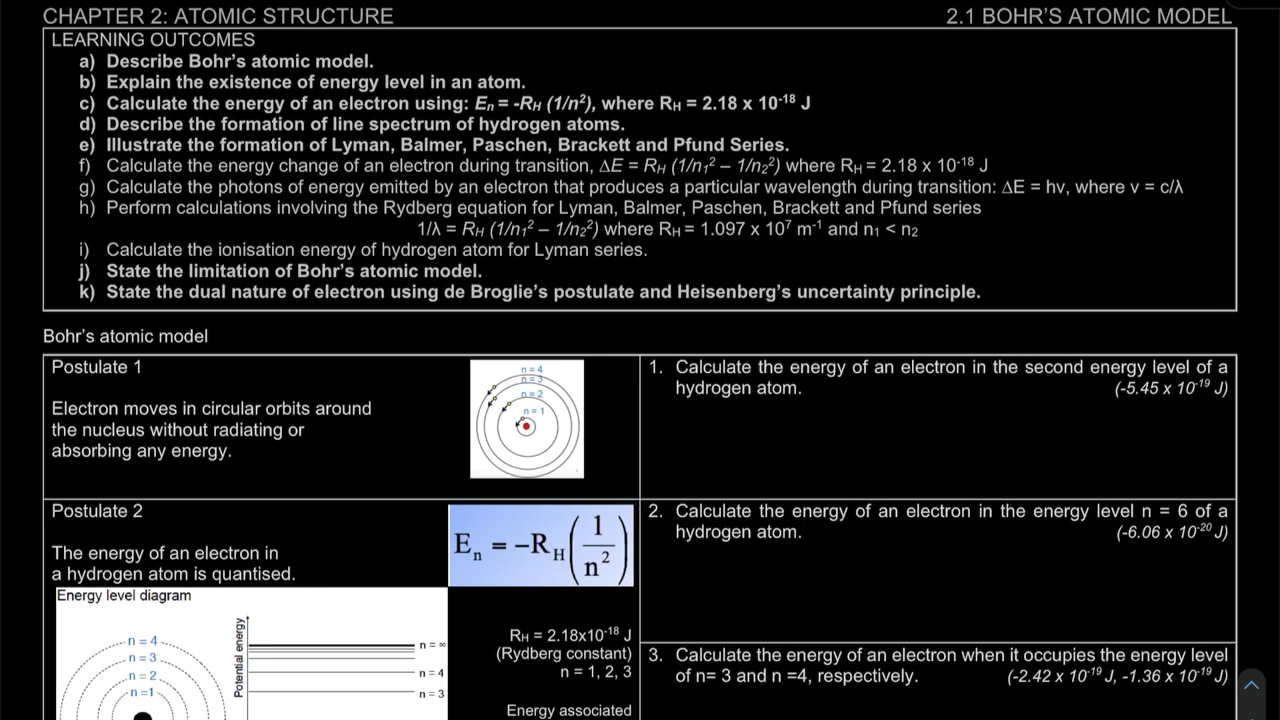 CHAPTER 2: ATOMIC STRUCTURE
2.1 BOHR'S ATOMIC MODEL
LEARNING OUTCOMES
a) Describe Bohr's atomic model.
b) Explain the existence of energy level in an atom.
c) Calculate the energy of an electron using: Eₙ = -R_H (1/n²), where R_H = 2.18 x 10⁻¹⁸ J
d) Describe the formation of line spectrum of hydrogen atoms.
e) Illustrate the formation of Lyman, Balmer, Paschen, Brackett and Pfund Series.
f) Calculate the energy change of an electron during transition, ΔE = R_H (1/n₁² – 1/n₂²) where R_H = 2.18 x 10⁻¹⁸ J
g) Calculate the photons of energy emitted by an electron that produces a particular wavelength during transition: ΔE = hv, where v = c/λ
h) Perform calculations involving the Rydberg equation for Lyman, Balmer, Paschen, Brackett and Pfund series
1/λ = R_H (1/n₁² – 1/n₂²) where R_H = 1.097 x 10⁷ m⁻¹ and n₁ < n₂
i) Calculate the ionisation energy of hydrogen atom for Lyman series.
j) State the limitation of Bohr's atomic model.
k) State the dual nature of electron using de Broglie's postulate and Heisenberg's uncertainty principle.
Bohr's atomic model
Postulate 1
Electron moves in circular orbits around
the nucleus without radiating or
absorbing any energy.
n = 4
n = 3
n = 2
n = 1
1. Calculate the energy of an electron in the second energy level of a
hydrogen atom. (-5.45 x 10⁻¹⁹ J)
Postulate 2
The energy of an electron in
a hydrogen atom is quantised.
Eₙ = –R_H (1/n²)
2. Calculate the energy of an electron in the energy level n = 6 of a
hydrogen atom. (-6.06 x 10⁻²⁰ J)
Energy level diagram
n = 4
n = 3
n = 2
n =1
Potential energy
n = ∞
n = 4
n = 3
R_H = 2.18x10⁻¹⁸ J
(Rydberg constant)
n = 1, 2, 3
Energy associated
3. Calculate the energy of an electron when it occupies the energy level
of n= 3 and n =4, respectively. (-2.42 x 10⁻¹⁹ J, -1.36 x 10⁻¹⁹ J)